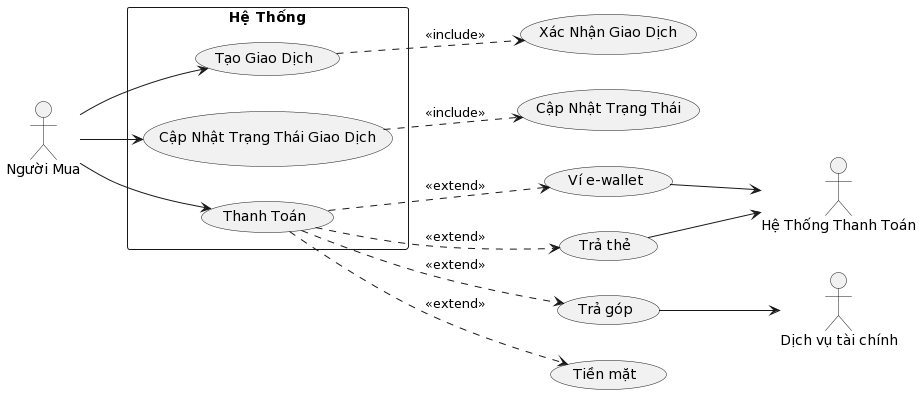 Hệ Thống
Tạo Giao Dịch
«include»
Xác Nhận Giao Dịch
Người Mua
Cập Nhật Trạng Thái Giao Dịch
«include»
Cập Nhật Trạng Thái
Thanh Toán
«extend»
Ví e-wallet
Hệ Thống Thanh Toán
«extend»
Trả thẻ
«extend»
Trả góp
Dịch vụ tài chính
«extend»
Tiền mặt